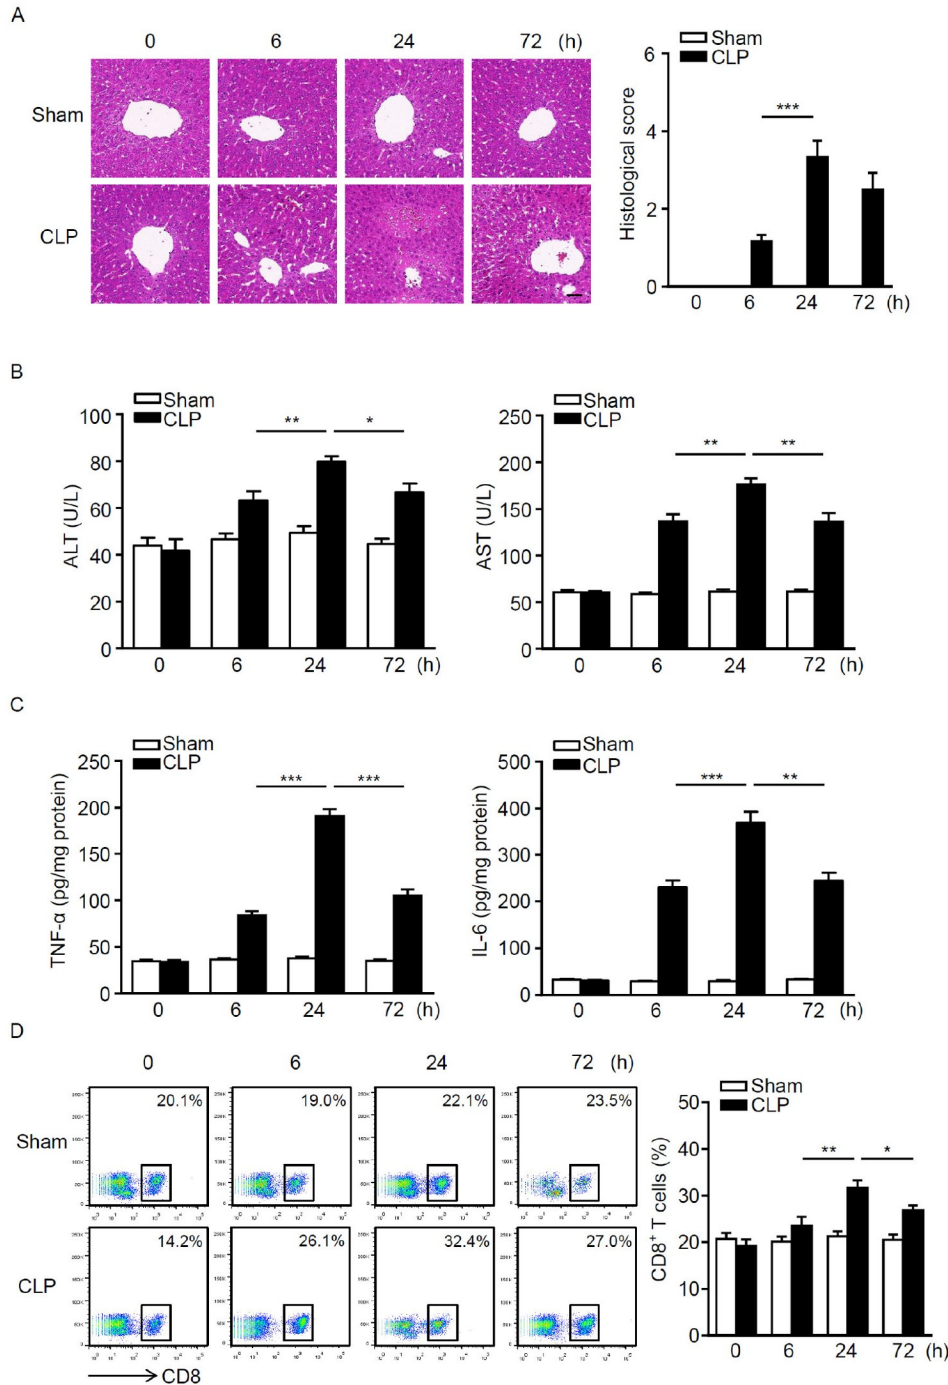 A
0 6 24 72 (h)
Sham
CLP
Sham
CLP
Histological score
6
4
2
0
***
0 6 24 72 (h)
B
Sham
CLP
ALT (U/L)
100
80
60
40
20
0
** *
0 6 24 72 (h)
Sham
CLP
AST (U/L)
250
200
150
100
50
0
** **
0 6 24 72 (h)
C
Sham
CLP
TNF-α (pg/mg protein)
250
200
150
100
50
0
*** ***
0 6 24 72 (h)
Sham
CLP
IL-6 (pg/mg protein)
500
400
300
200
100
0
*** **
0 6 24 72 (h)
D
0 6 24 72 (h)
Sham
20.1% 19.0% 22.1% 23.5%
CLP
14.2% 26.1% 32.4% 27.0%
CD8
Sham
CLP
CD8⁺ T cells (%)
50
40
30
20
10
0
** *
0 6 24 72 (h)